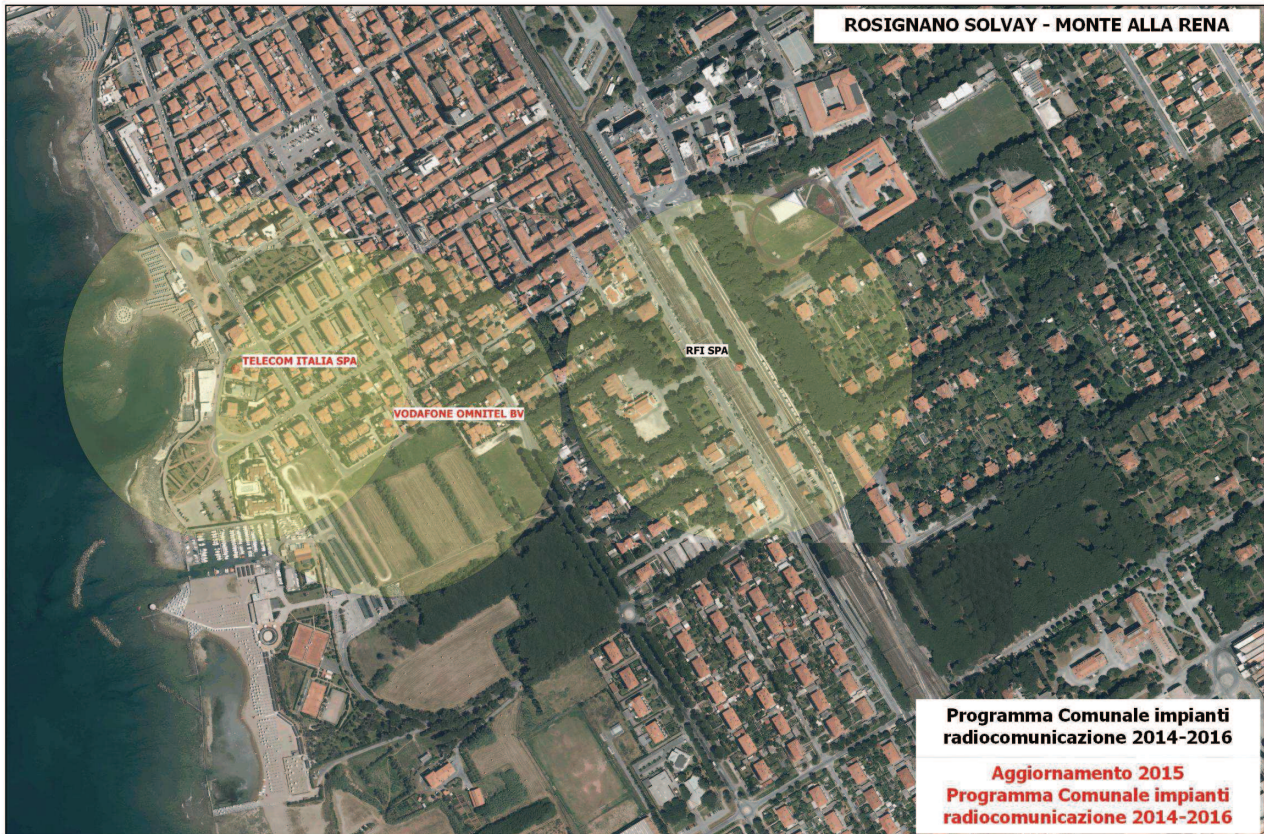 ROSIGNANO SOLVAY - MONTE ALLA RENA
RFI SPA
TELECOM ITALIA SPA
VODAFONE OMNITEL BV
Programma Comunale impianti
radiocomunicazione 2014-2016
Aggiornamento 2015
Programma Comunale impianti
radiocomunicazione 2014-2016